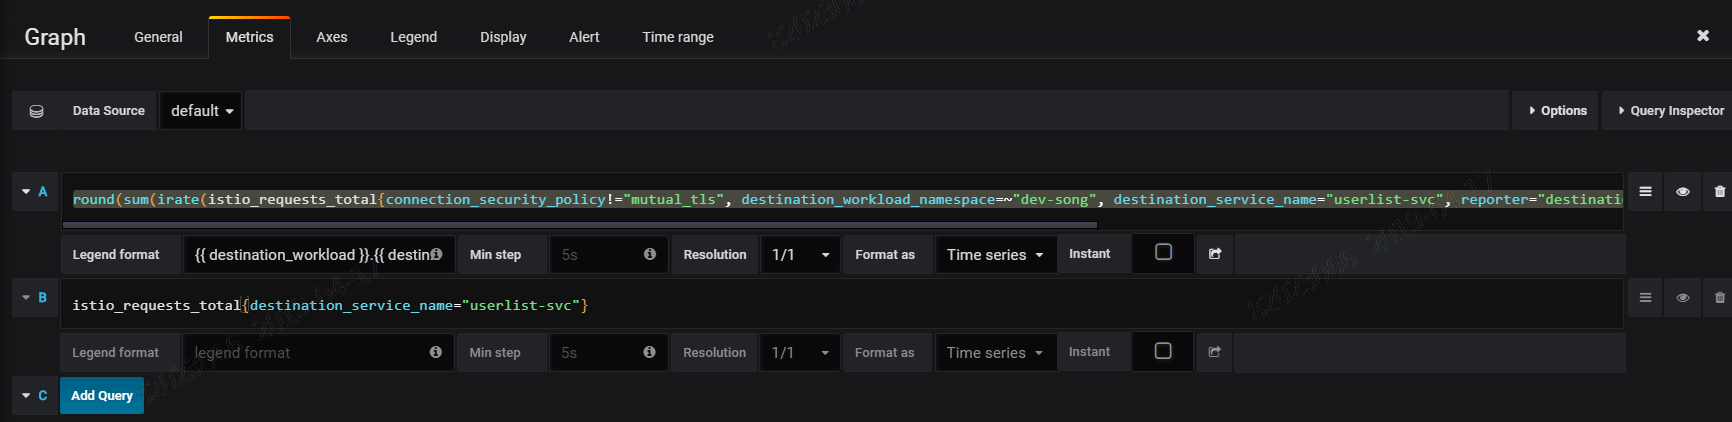 Graph General Metrics Axes Legend Display Alert Time range
Data Source default Options Query Inspector
A round(sum(irate(istio_requests_total{connection_security_policy!="mutual_tls", destination_workload_namespace=~"dev-song", destination_service_name="userlist-svc", reporter="destinati
Legend format {{ destination_workload }}.{{ destin Min step 5s Resolution 1/1 Format as Time series Instant
B istio_requests_total{destination_service_name="userlist-svc"}
Legend format legend format Min step 5s Resolution 1/1 Format as Time series Instant
C Add Query